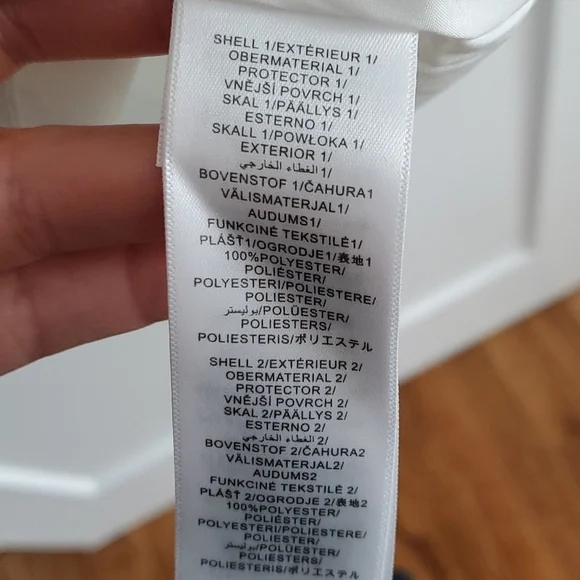 SHELL 1/EXTÉRIEUR 1/
OBERMATERIAL 1/
PROTECTOR 1/
VNĚJŠÍ POVRCH 1/
SKAL 1/PÄÄLLYS 1/
ESTERNO 1/
SKALL 1/POWŁOKA 1/
EXTERIOR 1/
الغطاء الخارجي 1/
BOVENSTOF 1/ČAHURA1
VÄLISMATERJAL1/
AUDUMS1/
FUNKCINĖ TEKSTILĖ1/
PLÁŠŤ1/OGRODJE1/表地1
100%POLYESTER/
POLIÉSTER/
POLYESTERI/POLIESTERE/
POLIESTER/
بوليستر/POLÜESTER/
POLIESTERS/
POLIESTERIS/ポリエステル
SHELL 2/EXTÉRIEUR 2/
OBERMATERIAL 2/
PROTECTOR 2/
VNĚJŠÍ POVRCH 2/
SKAL 2/PÄÄLLYS 2/
ESTERNO 2/
الغطاء الخارجي 2/
BOVENSTOF 2/ČAHURA2
VÄLISMATERJAL2/
AUDUMS2
FUNKCINĖ TEKSTILĖ 2/
PLÁŠŤ 2/OGRODJE 2/表地2
100%POLYESTER/
POLIÉSTER/
POLYESTERI/POLIESTERE/
POLIESTER/
بوليستر/POLÜESTER/
POLIESTERS/
POLIESTERIS/ポリエステル